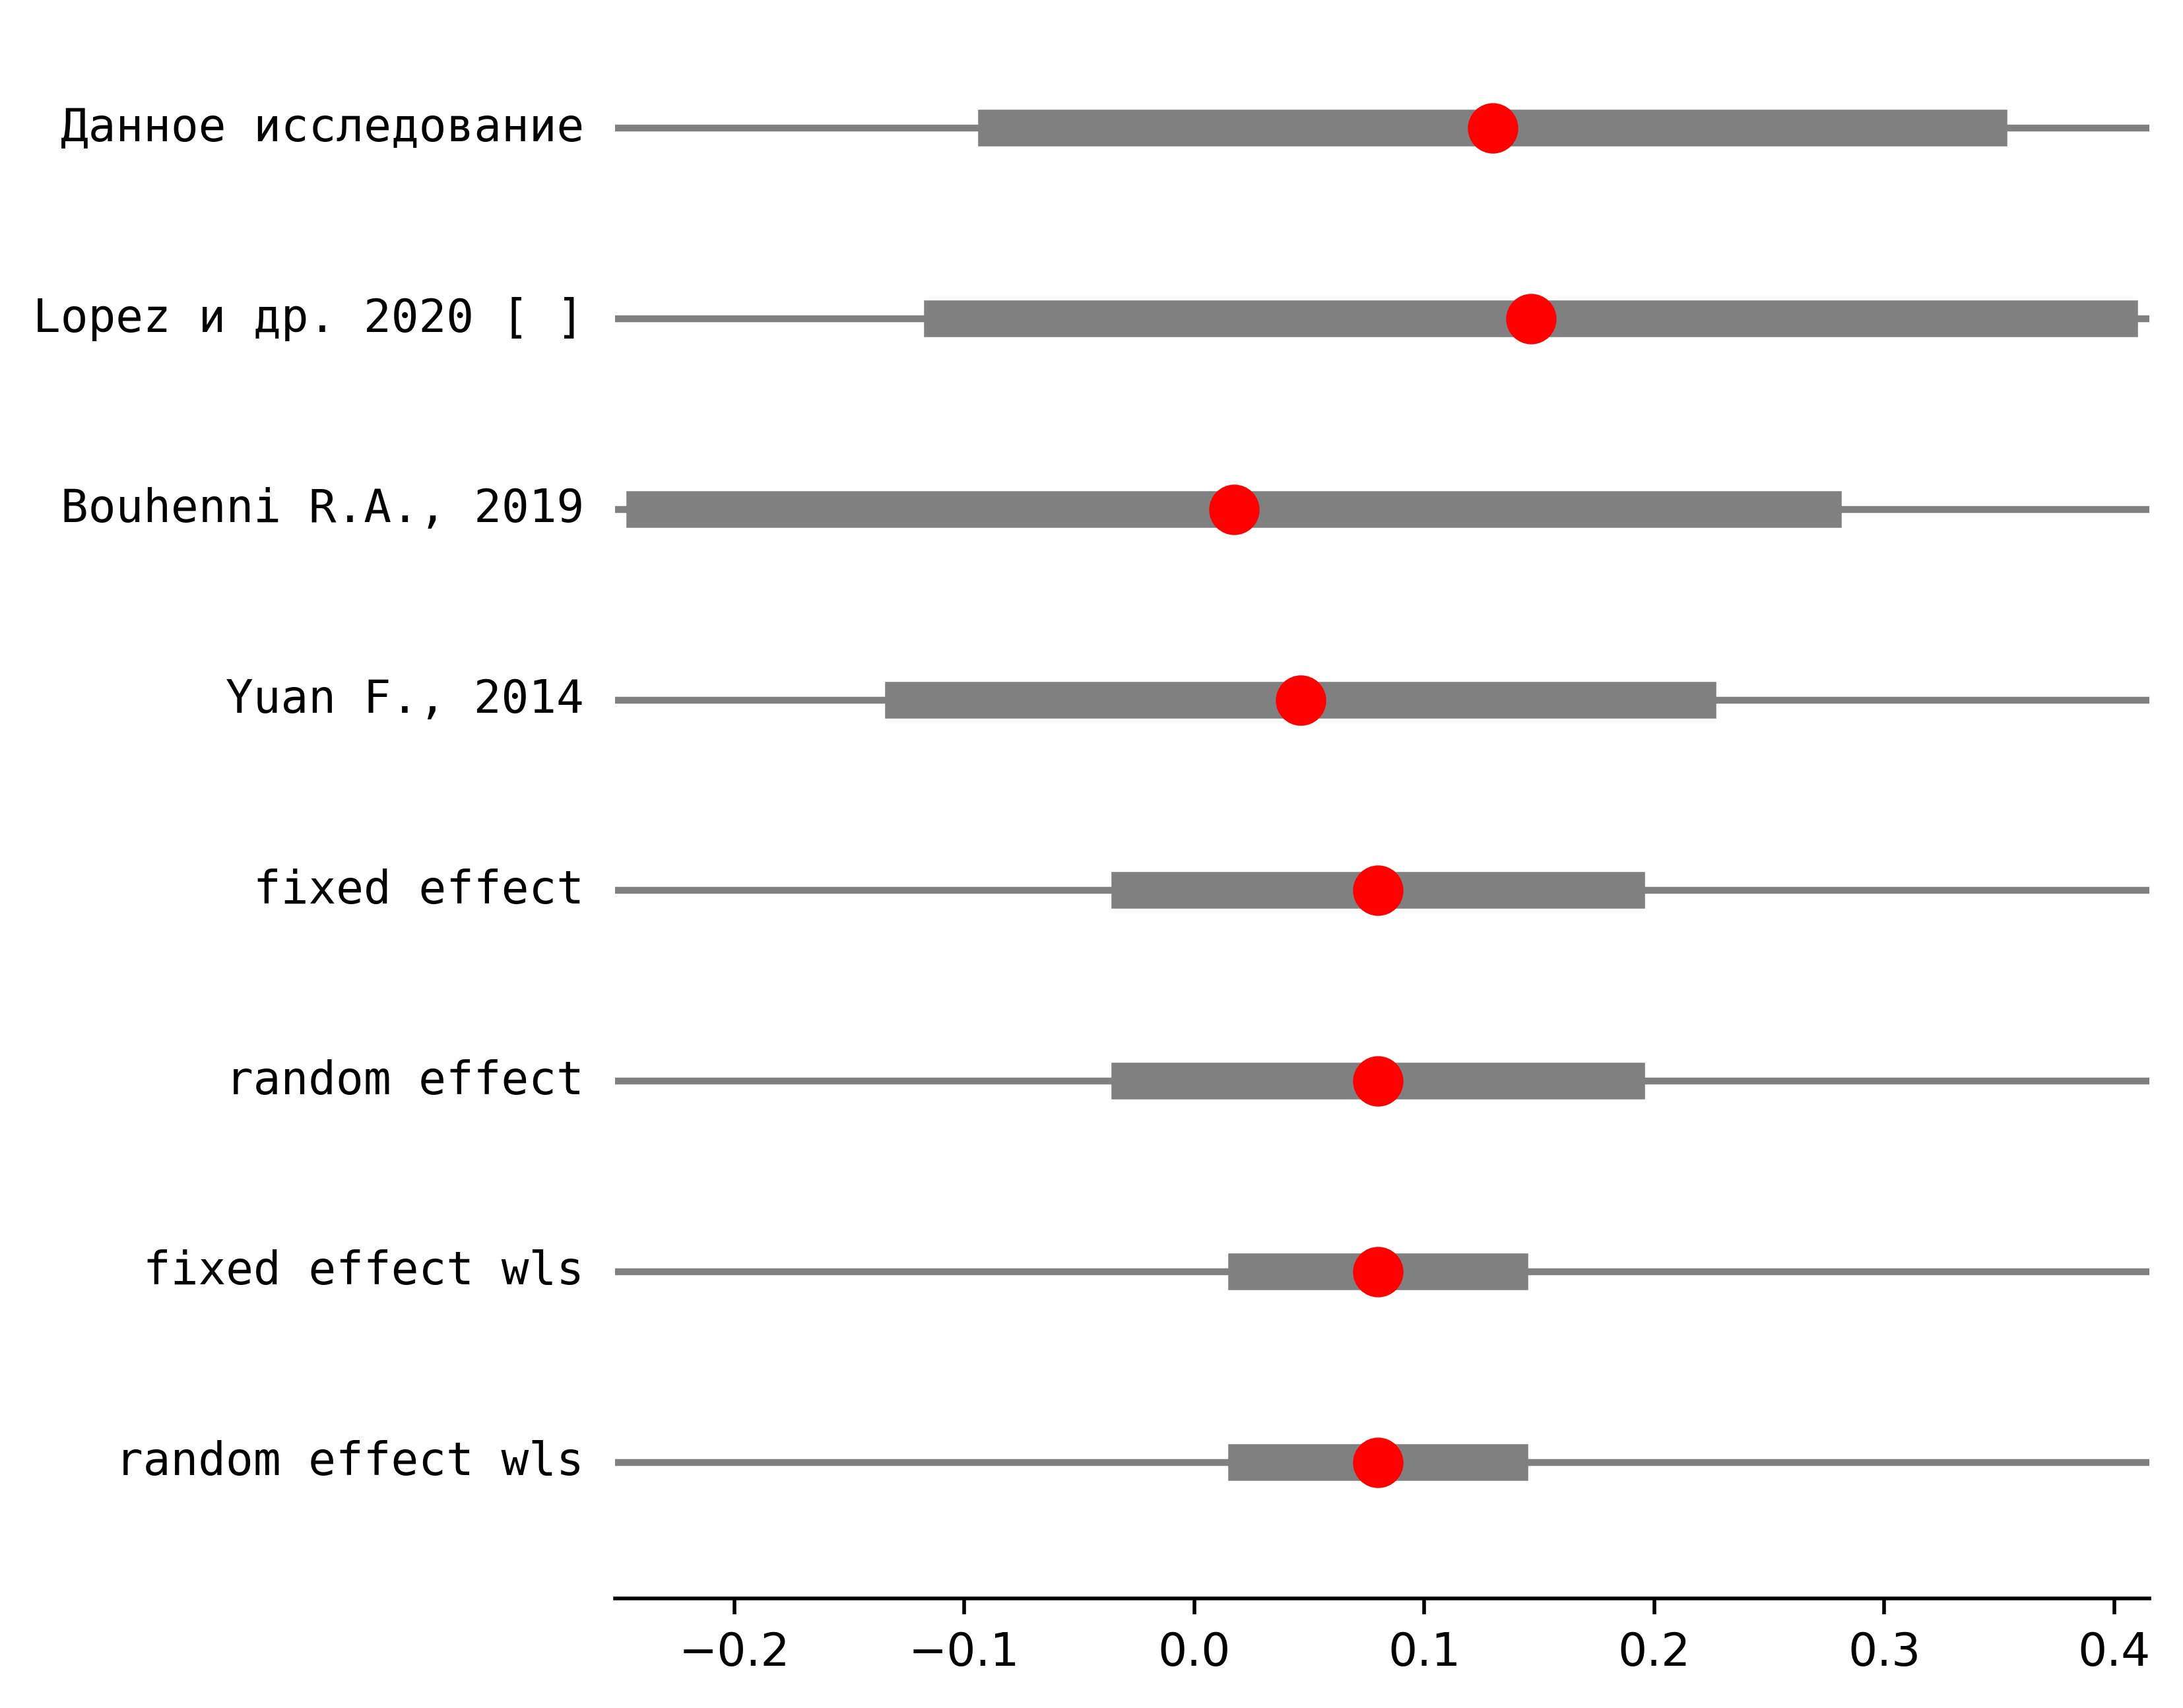 Данное исследование
Lopez и др. 2020 [ ]
Bouhenni R.A., 2019
Yuan F., 2014
fixed effect
random effect
fixed effect wls
random effect wls
−0.2 −0.1 0.0 0.1 0.2 0.3 0.4